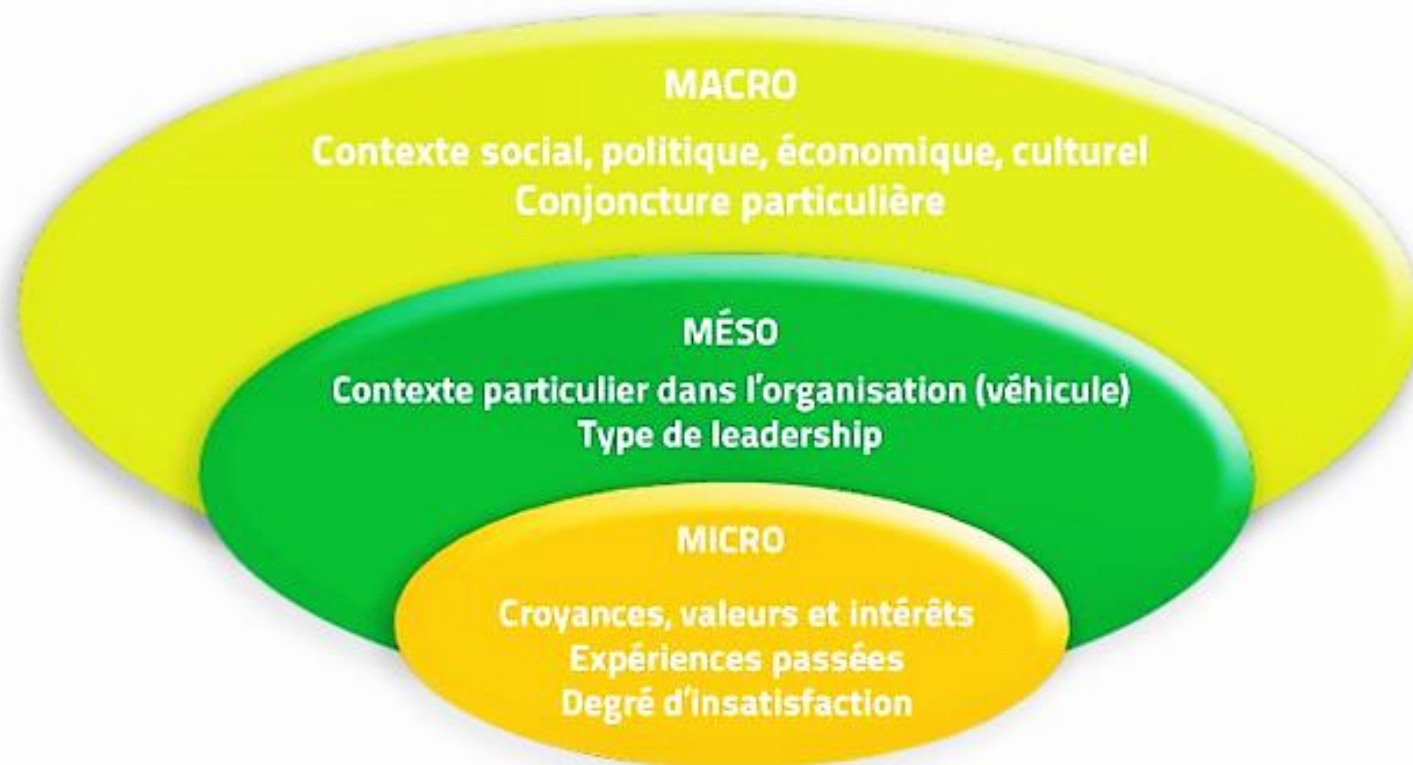 MACRO
Contexte social, politique, économique, culturel
Conjoncture particulière
MÉSO
Contexte particulier dans l'organisation (véhicule)
Type de leadership
MICRO
Croyances, valeurs et intérêts
Expériences passées
Degré d'insatisfaction